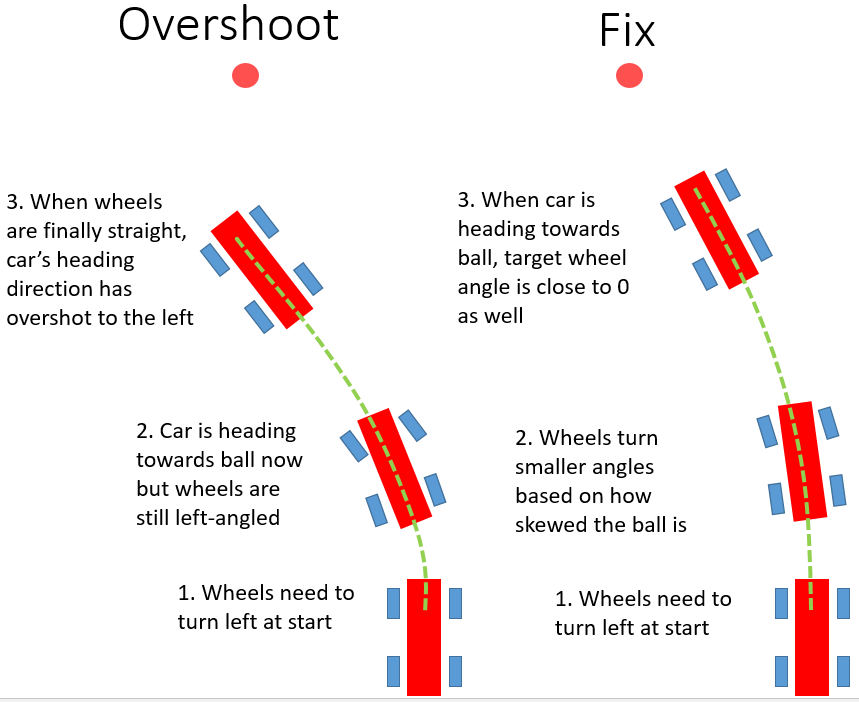 Overshoot
Fix
3. When wheels
are finally straight,
car's heading
direction has
overshot to the left
3. When car is
heading towards
ball, target wheel
angle is close to 0
as well
2. Car is heading
towards ball now
but wheels are
still left-angled
2. Wheels turn
smaller angles
based on how
skewed the ball is
1. Wheels need to
turn left at start
1. Wheels need to
turn left at start